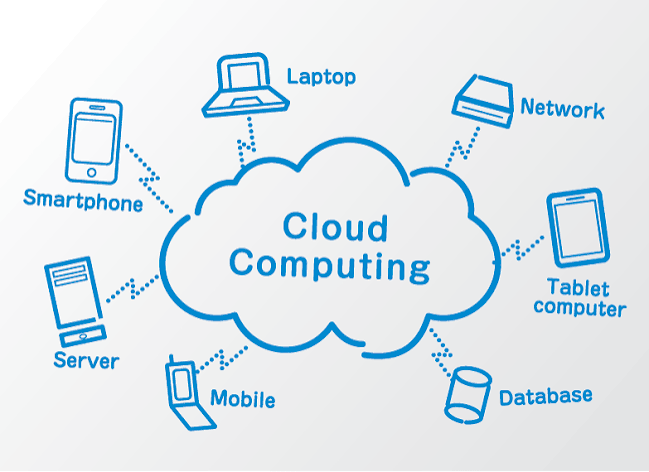 Laptop
Network
Smartphone
Cloud
Computing
Tablet
computer
Server
Mobile
Database